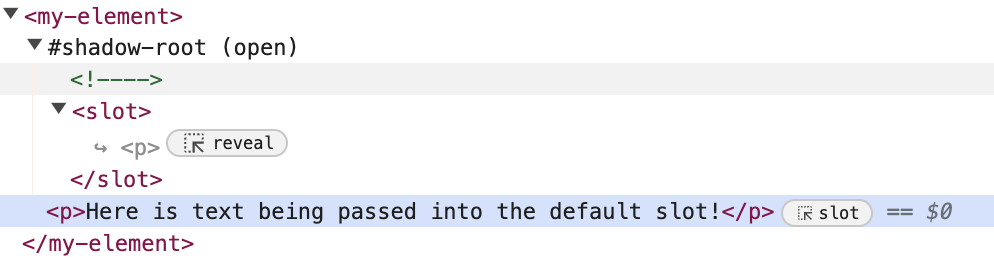 ▼<my-element>
▼#shadow-root (open)
<!---->
▼<slot>
↪ <p> reveal
</slot>
<p>Here is text being passed into the default slot!</p> slot == $0
</my-element>